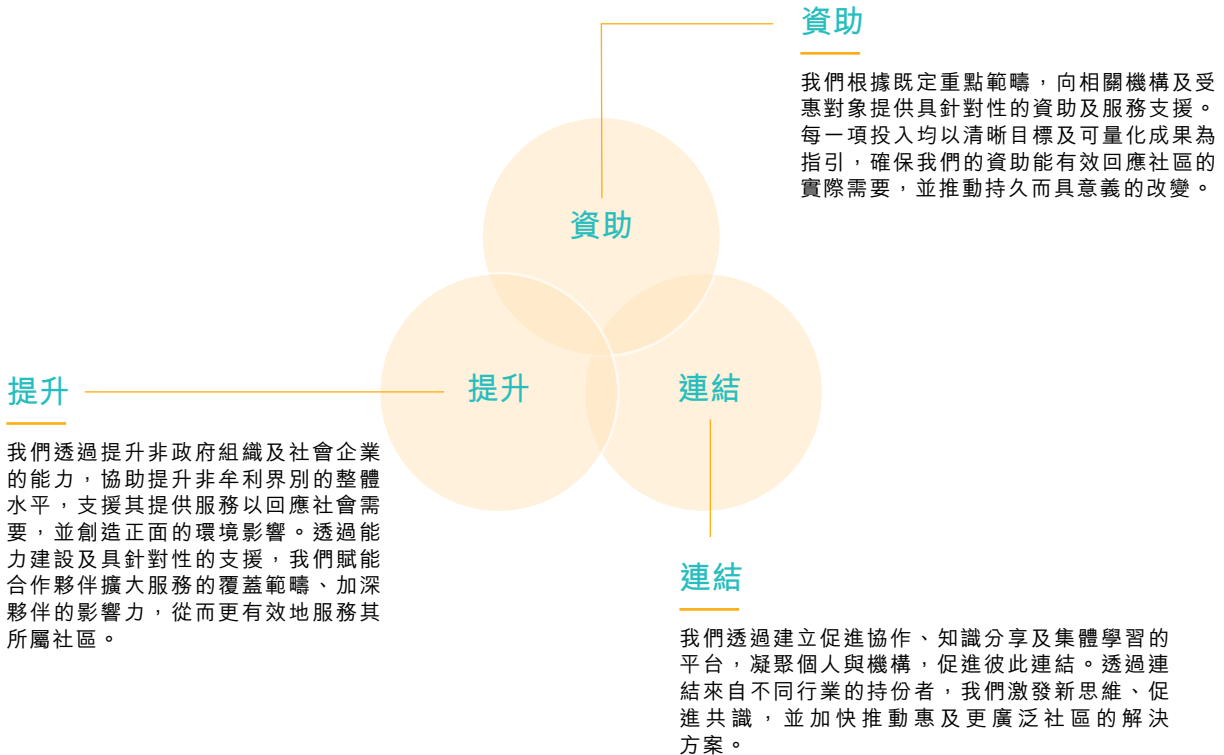 資助
我們根據既定重點範疇，向相關機構及受
惠對象提供具針對性的資助及服務支援。
每一項投入均以清晰目標及可量化成果為
指引，確保我們的資助能有效回應社區的
實際需要，並推動持久而具意義的改變。
資助
提升
連結
提升
我們透過提升非政府組織及社會企業
的能力，協助提升非牟利界別的整體
水平，支援其提供服務以回應社會需
要，並創造正面的環境影響。透過能
力建設及具針對性的支援，我們賦能
合作夥伴擴大服務的覆蓋範疇、加深
夥伴的影響力，從而更有效地服務其
所屬社區。
連結
我們透過建立促進協作、知識分享及集體學習的
平台，凝聚個人與機構，促進彼此連結。透過連
結來自不同行業的持份者，我們激發新思維、促
進共識，並加快推動惠及更廣泛社區的解決
方案。